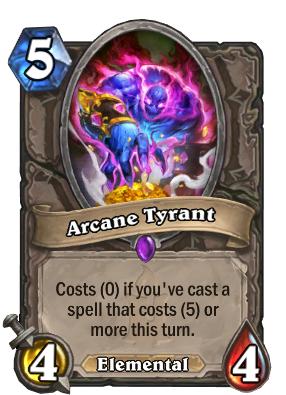 5
Arcane Tyrant
Costs (0) if you've cast a
spell that costs (5) or
more this turn.
4
Elemental
4